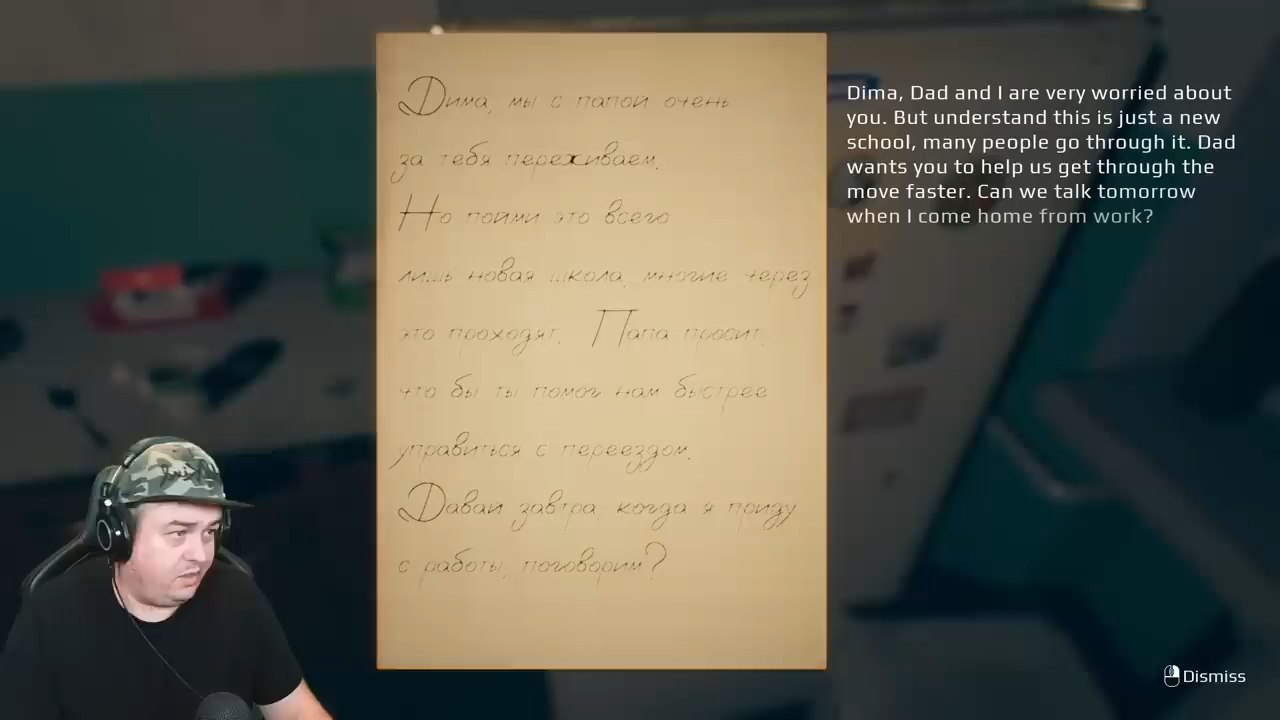 Дима, мы с папой очень
за тебя переживаем.
Но пойми это всего
лишь новая школа, многие через
это проходят. Папа просит,
что бы ты помог нам быстрее
управиться с переездом.
Давай завтра, когда я приду
с работы, поговорим?
Dima, Dad and I are very worried about
you. But understand this is just a new
school, many people go through it. Dad
wants you to help us get through the
move faster. Can we talk tomorrow
when I come home from work?
Dismiss